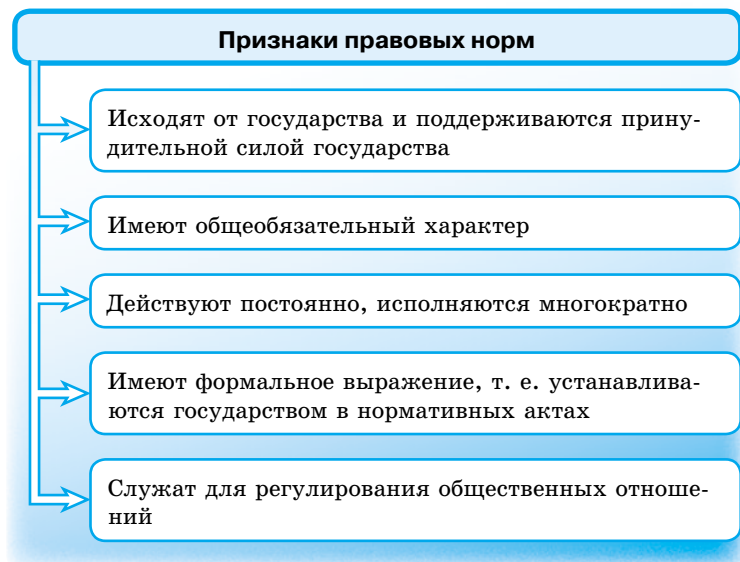 Признаки правовых норм
Исходят от государства и поддерживаются прину-
дительной силой государства
Имеют общеобязательный характер
Действуют постоянно, исполняются многократно
Имеют формальное выражение, т. е. устанавлива-
ются государством в нормативных актах
Служат для регулирования общественных отноше-
ний